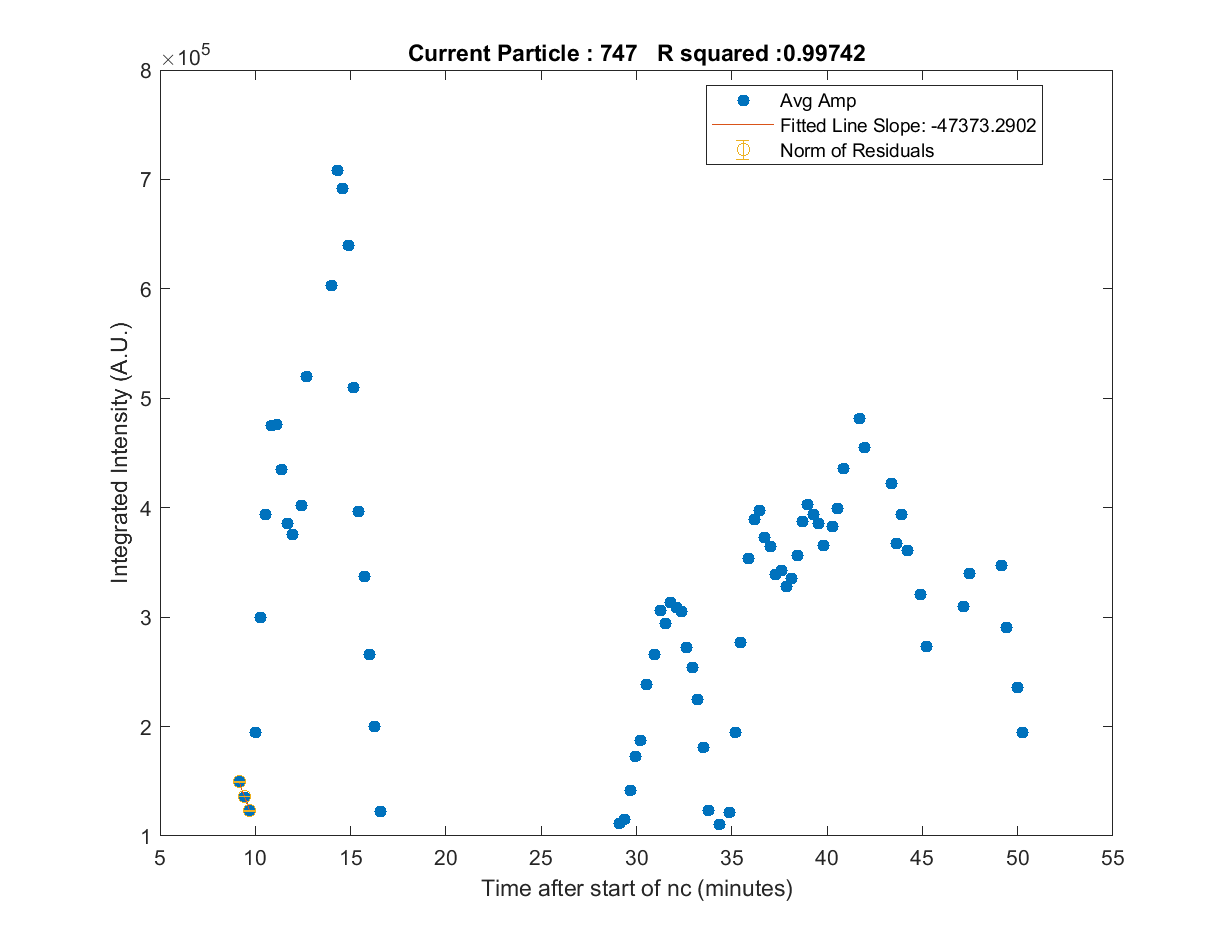 Current Particle : 747 R squared :0.99742
×10^5
8
7
6
5
4
3
2
1
Integrated Intensity (A.U.)
Avg Amp
Fitted Line Slope: -47373.2902
Norm of Residuals
5 10 15 20 25 30 35 40 45 50 55
Time after start of nc (minutes)